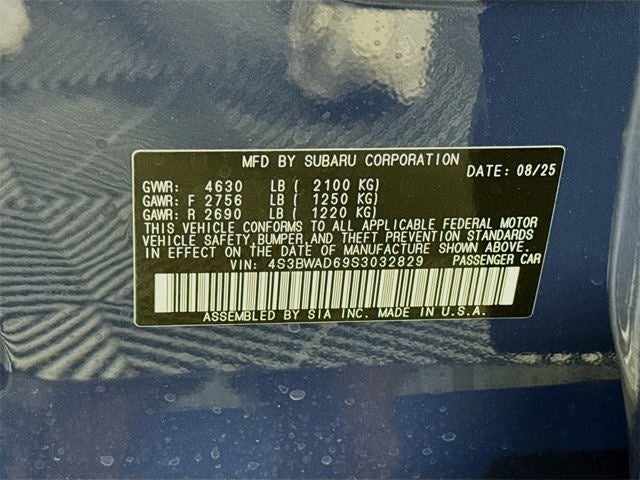 MFD BY SUBARU CORPORATION
DATE: 08/25
GVWR: 4630 LB ( 2100 KG)
GAWR: F 2756 LB ( 1250 KG)
GAWR: R 2690 LB ( 1220 KG)
THIS VEHICLE CONFORMS TO ALL APPLICABLE FEDERAL MOTOR
VEHICLE SAFETY, BUMPER, AND THEFT PREVENTION STANDARDS
IN EFFECT ON THE DATE OF MANUFACTURE SHOWN ABOVE.
VIN: 4S3BWAD69S3032829 PASSENGER CAR
ASSEMBLED BY SIA INC. MADE IN U.S.A.